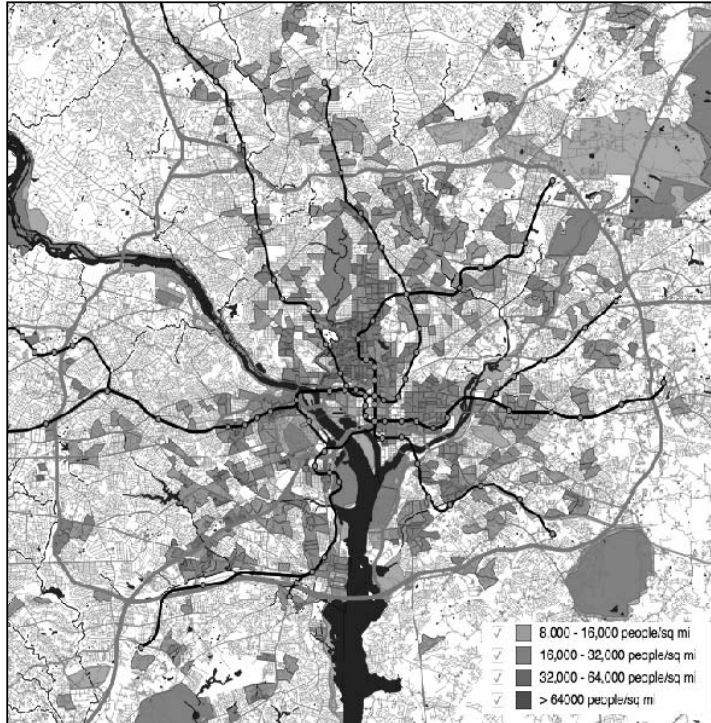 8.000 - 16,000 people/sq mi
16,000 - 32,000 people/sq mi
32,000 - 64,000 people/sq mi
> 64000 people/sq mi